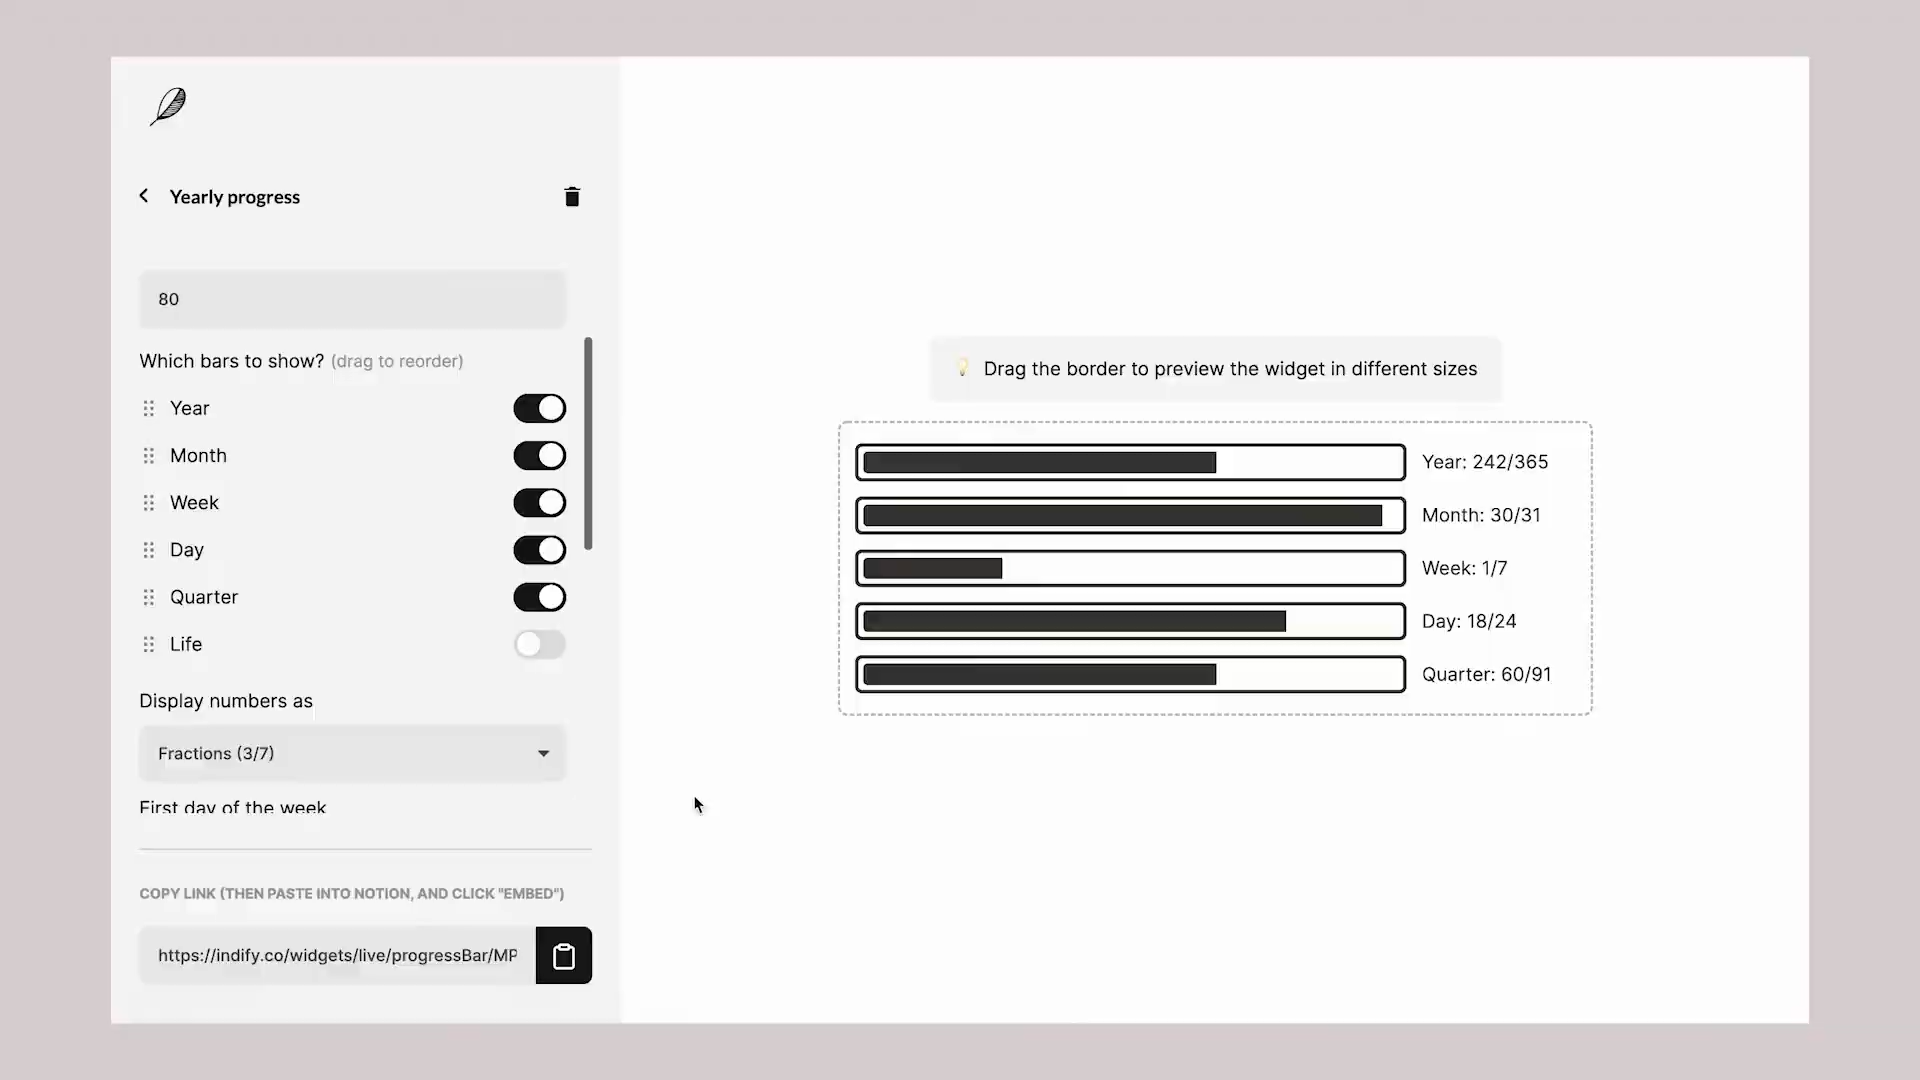 Yearly progress
80
Which bars to show? (drag to reorder)
Year
Month
Week
Day
Quarter
Life
Display numbers as
Fractions (3/7)
First day of the week
COPY LINK (THEN PASTE INTO NOTION, AND CLICK "EMBED")
https://indify.co/widgets/live/progressBar/MP
Drag the border to preview the widget in different sizes
Year: 242/365
Month: 30/31
Week: 1/7
Day: 18/24
Quarter: 60/91